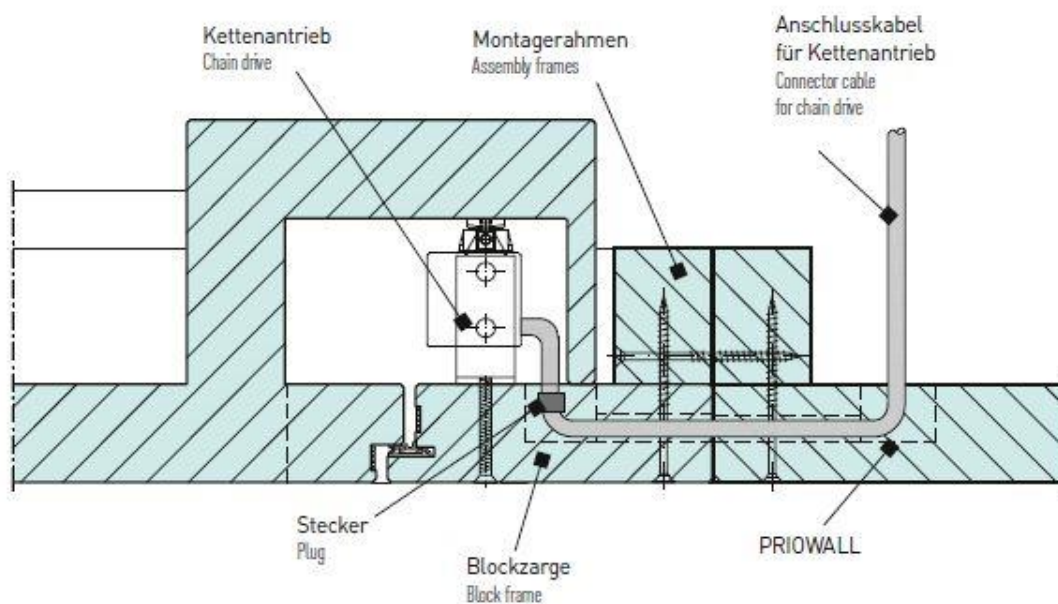 Kettenantrieb
Chain drive
Montagerahmen
Assembly frames
Anschlusskabel
für Kettenantrieb
Connector cable
for chain drive
Stecker
Plug
Blockzarge
Block frame
PRIOWALL